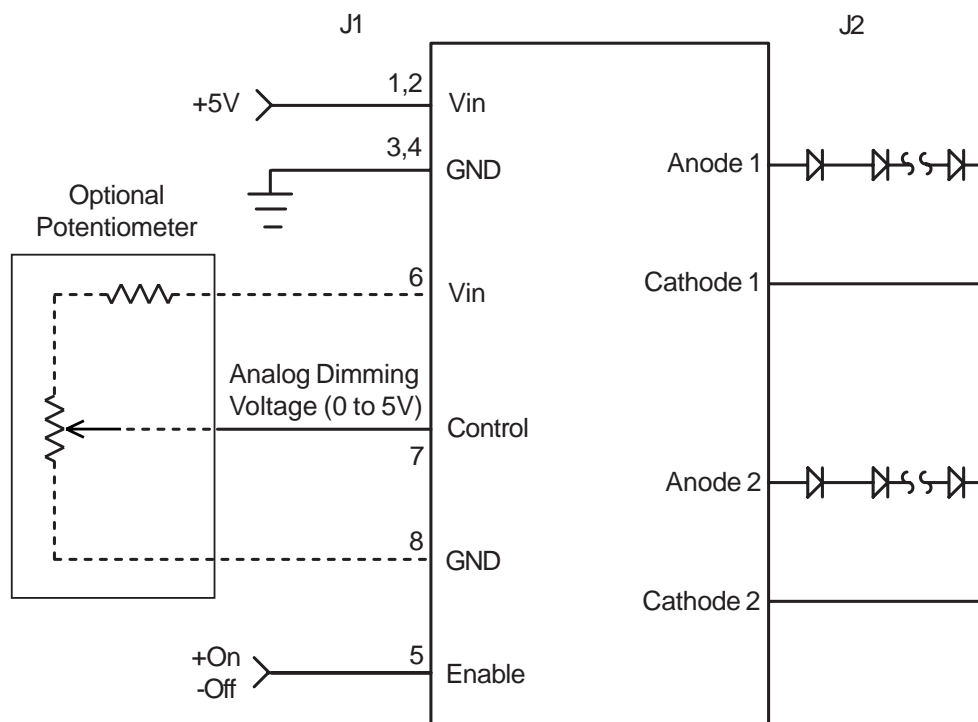 J1
J2
1,2
+5V
Vin
3,4
GND
Anode 1
Optional
Potentiometer
Cathode 1
6
Vin
Analog Dimming
Voltage (0 to 5V)
Control
7
Anode 2
8
GND
Cathode 2
+On
-Off
5
Enable